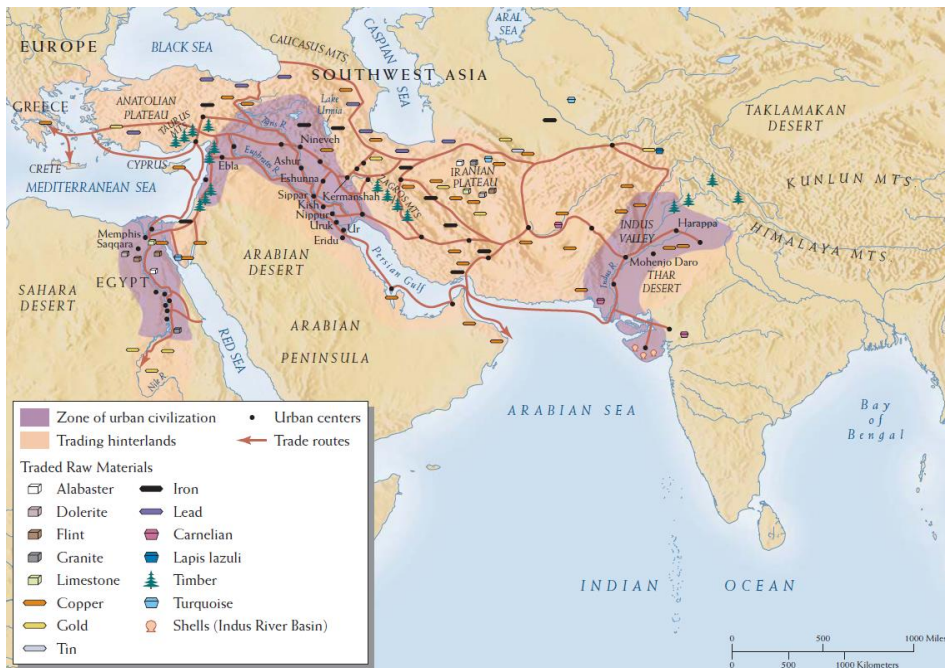 EUROPE
BLACK SEA
CAUCASUS MTS.
CASPIAN SEA
ARAL
SEA
SOUTHWEST ASIA
GREECE
ANATOLIAN
PLATEAU
TAURUS
MTS.
Lake
Urmia
TAKLAMAKAN
DESERT
Tigris R.
Nineveh
CRETE
CYPRUS
Ebla
Euphrates R.
Ashur
Eshunna
IRANIAN
PLATEAU
KUNLUN MTS
MEDITERRANEAN SEA
Sippar
Kish
Nippur
Uruk
Ur
Eridu
Kermanshah
ZAGROS MTS.
INDUS
VALLEY
Harappa
HIMALAYA MTS
Memphis
Saqqara
ARABIAN
DESERT
Persian Gulf
Indus R.
Mohenjo Daro
THAR
DESERT
EGYPT
SAHARA
DESERT
ARABIAN
PENINSULA
RED SEA
Nile R.
ARABIAN SEA
Bay
of
Bengal
INDIAN OCEAN
Zone of urban civilization
Urban centers
Trading hinterlands
Trade routes
Traded Raw Materials
Alabaster
Iron
Dolerite
Lead
Flint
Carnelian
Granite
Lapis lazuli
Limestone
Timber
Copper
Turquoise
Gold
Shells (Indus River Basin)
Tin
0 500 1000 Miles
0 500 1000 Kilometers